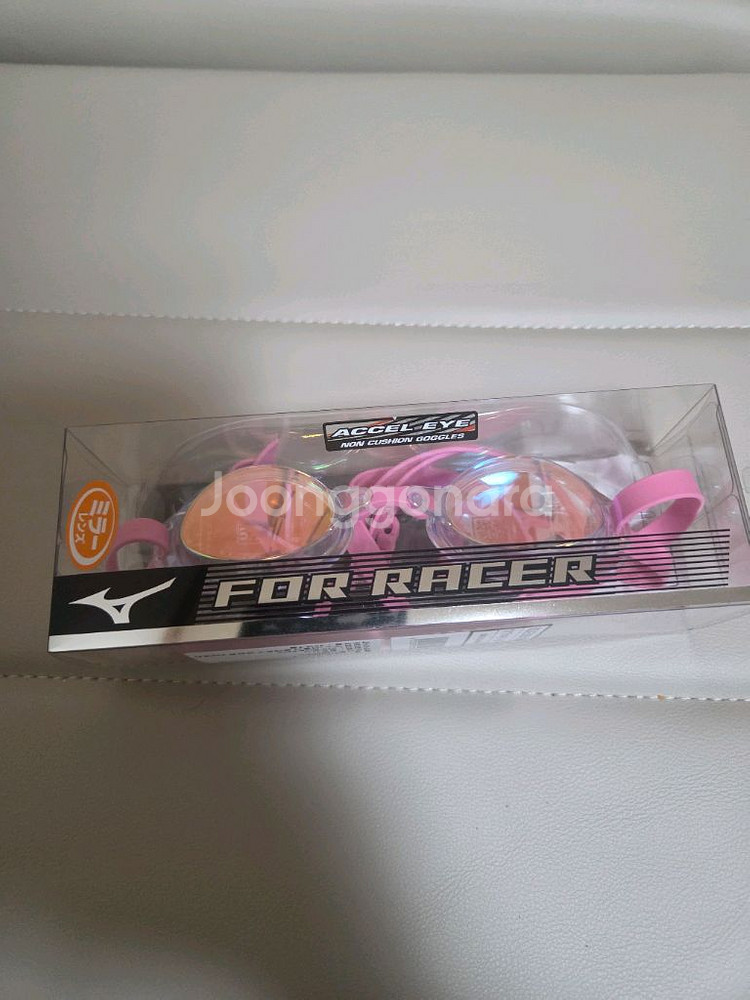 ACCEL-EYE
NON CUSHION GOGGLES
Joonggonara
ミラー
レンズ
FOR RACER